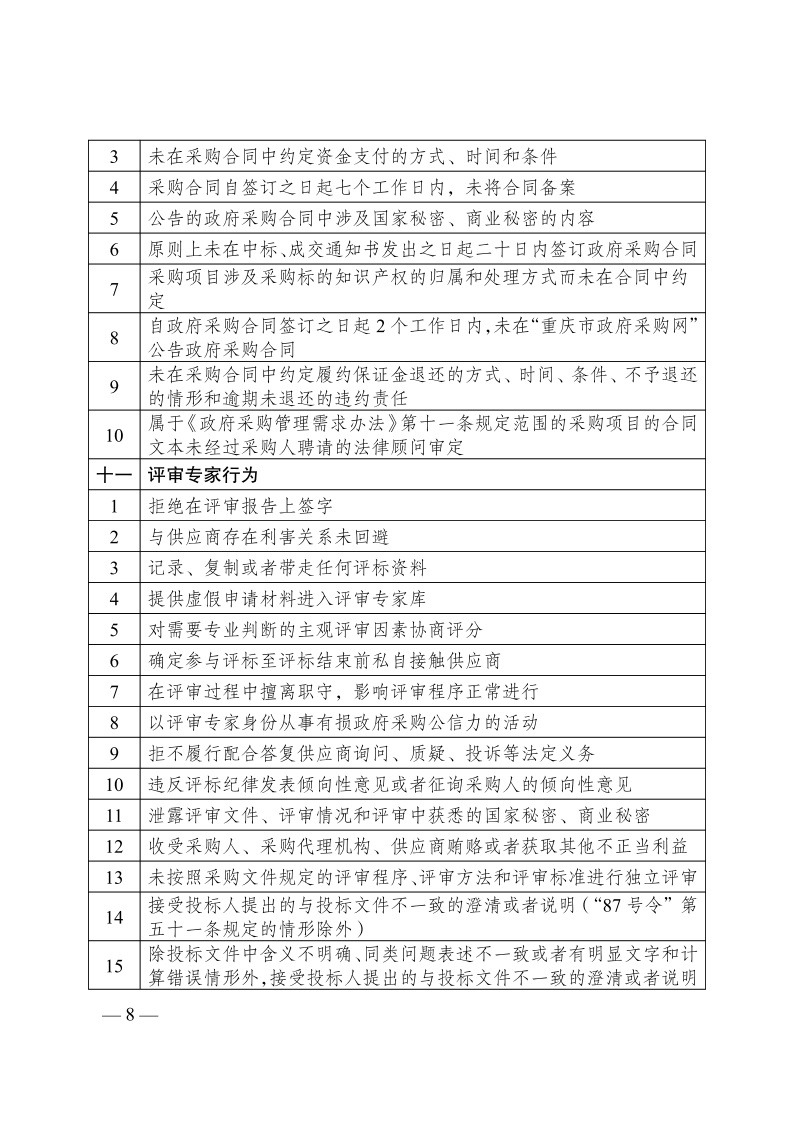 3 未在采购合同中约定资金支付的方式、时间和条件
4 采购合同自签订之日起七个工作日内，未将合同备案
5 公告的政府采购合同中涉及国家秘密、商业秘密的内容
6 原则上未在中标、成交通知书发出之日起二十日内签订政府采购合同
7 采购项目涉及采购标的知识产权的归属和处理方式而未在合同中约
定
8 自政府采购合同签订之日起 2 个工作日内，未在“重庆市政府采购网”
公告政府采购合同
9 未在采购合同中约定履约保证金退还的方式、时间、条件、不予退还
的情形和逾期未退还的违约责任
10 属于《政府采购管理需求办法》第十一条规定范围的采购项目的合同
文本未经过采购人聘请的法律顾问审定
十一 评审专家行为
1 拒绝在评审报告上签字
2 与供应商存在利害关系未回避
3 记录、复制或者带走任何评标资料
4 提供虚假申请材料进入评审专家库
5 对需要专业判断的主观评审因素协商评分
6 确定参与评标至评标结束前私自接触供应商
7 在评审过程中擅离职守，影响评审程序正常进行
8 以评审专家身份从事有损政府采购公信力的活动
9 拒不履行配合答复供应商询问、质疑、投诉等法定义务
10 违反评标纪律发表倾向性意见或者征询采购人的倾向性意见
11 泄露评审文件、评审情况和评审中获悉的国家秘密、商业秘密
12 收受采购人、采购代理机构、供应商贿赂或者获取其他不正当利益
13 未按照采购文件规定的评审程序、评审方法和评审标准进行独立评审
14 接受投标人提出的与投标文件不一致的澄清或者说明（“87 号令”第
五十一条规定的情形除外）
15 除投标文件中含义不明确、同类问题表述不一致或者有明显文字和计
算错误情形外，接受投标人提出的与投标文件不一致的澄清或者说明
— 8 —